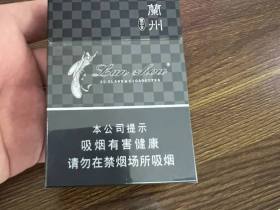 蘭州
Lan zhou
本公司提示
吸烟有害健康
请勿在禁烟场所吸烟